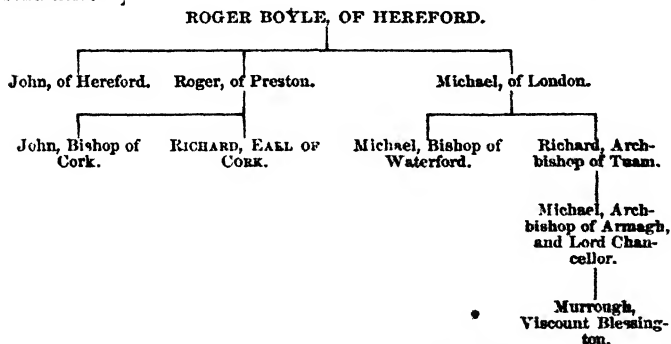 ROGER BOYLE, OF HEREFORD.
John, of Hereford. Roger, of Preston. Michael, of London.
John, Bishop of
Cork.
RICHARD, EARL OF
CORK.
Michael, Bishop of
Waterford.
Richard, Arch-
bishop of Tuam.
Michael, Arch-
bishop of Armagh,
and Lord Chan-
cellor.
Murrough,
Viscount Blessing-
ton.